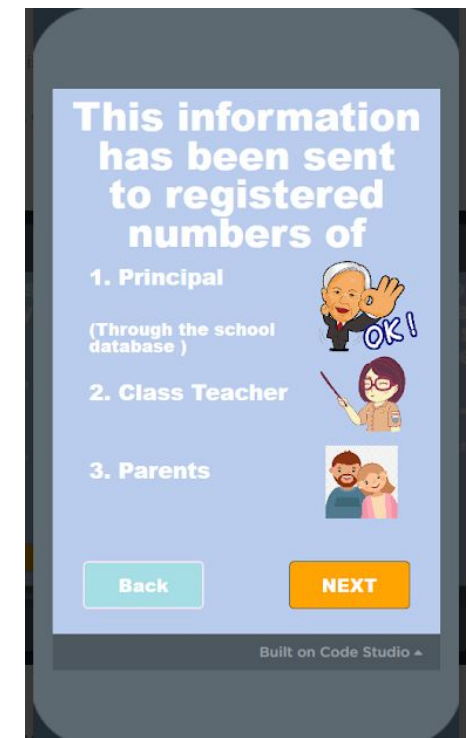 This information
has been sent
to registered
numbers of
1. Principal
(Through the school
database )
OK!
2. Class Teacher
3. Parents
Back
NEXT
Built on Code Studio